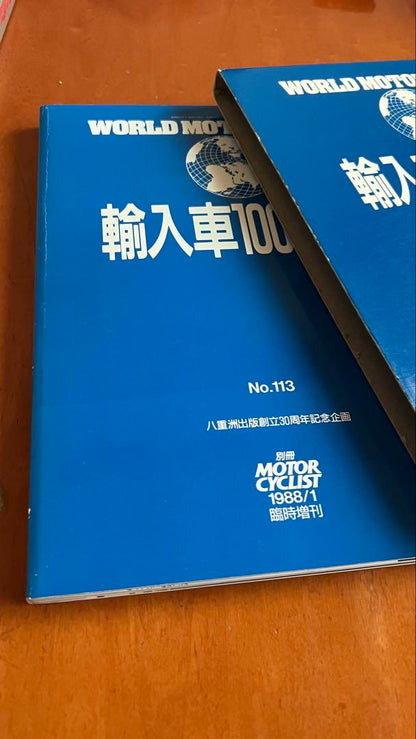 WORLD MOTO
輸入車100
No.113
八重洲出版創立30周年記念企画
別冊
MOTOR
CYCLIST
1988/1
臨時増刊
WORLD MOTO
輸入